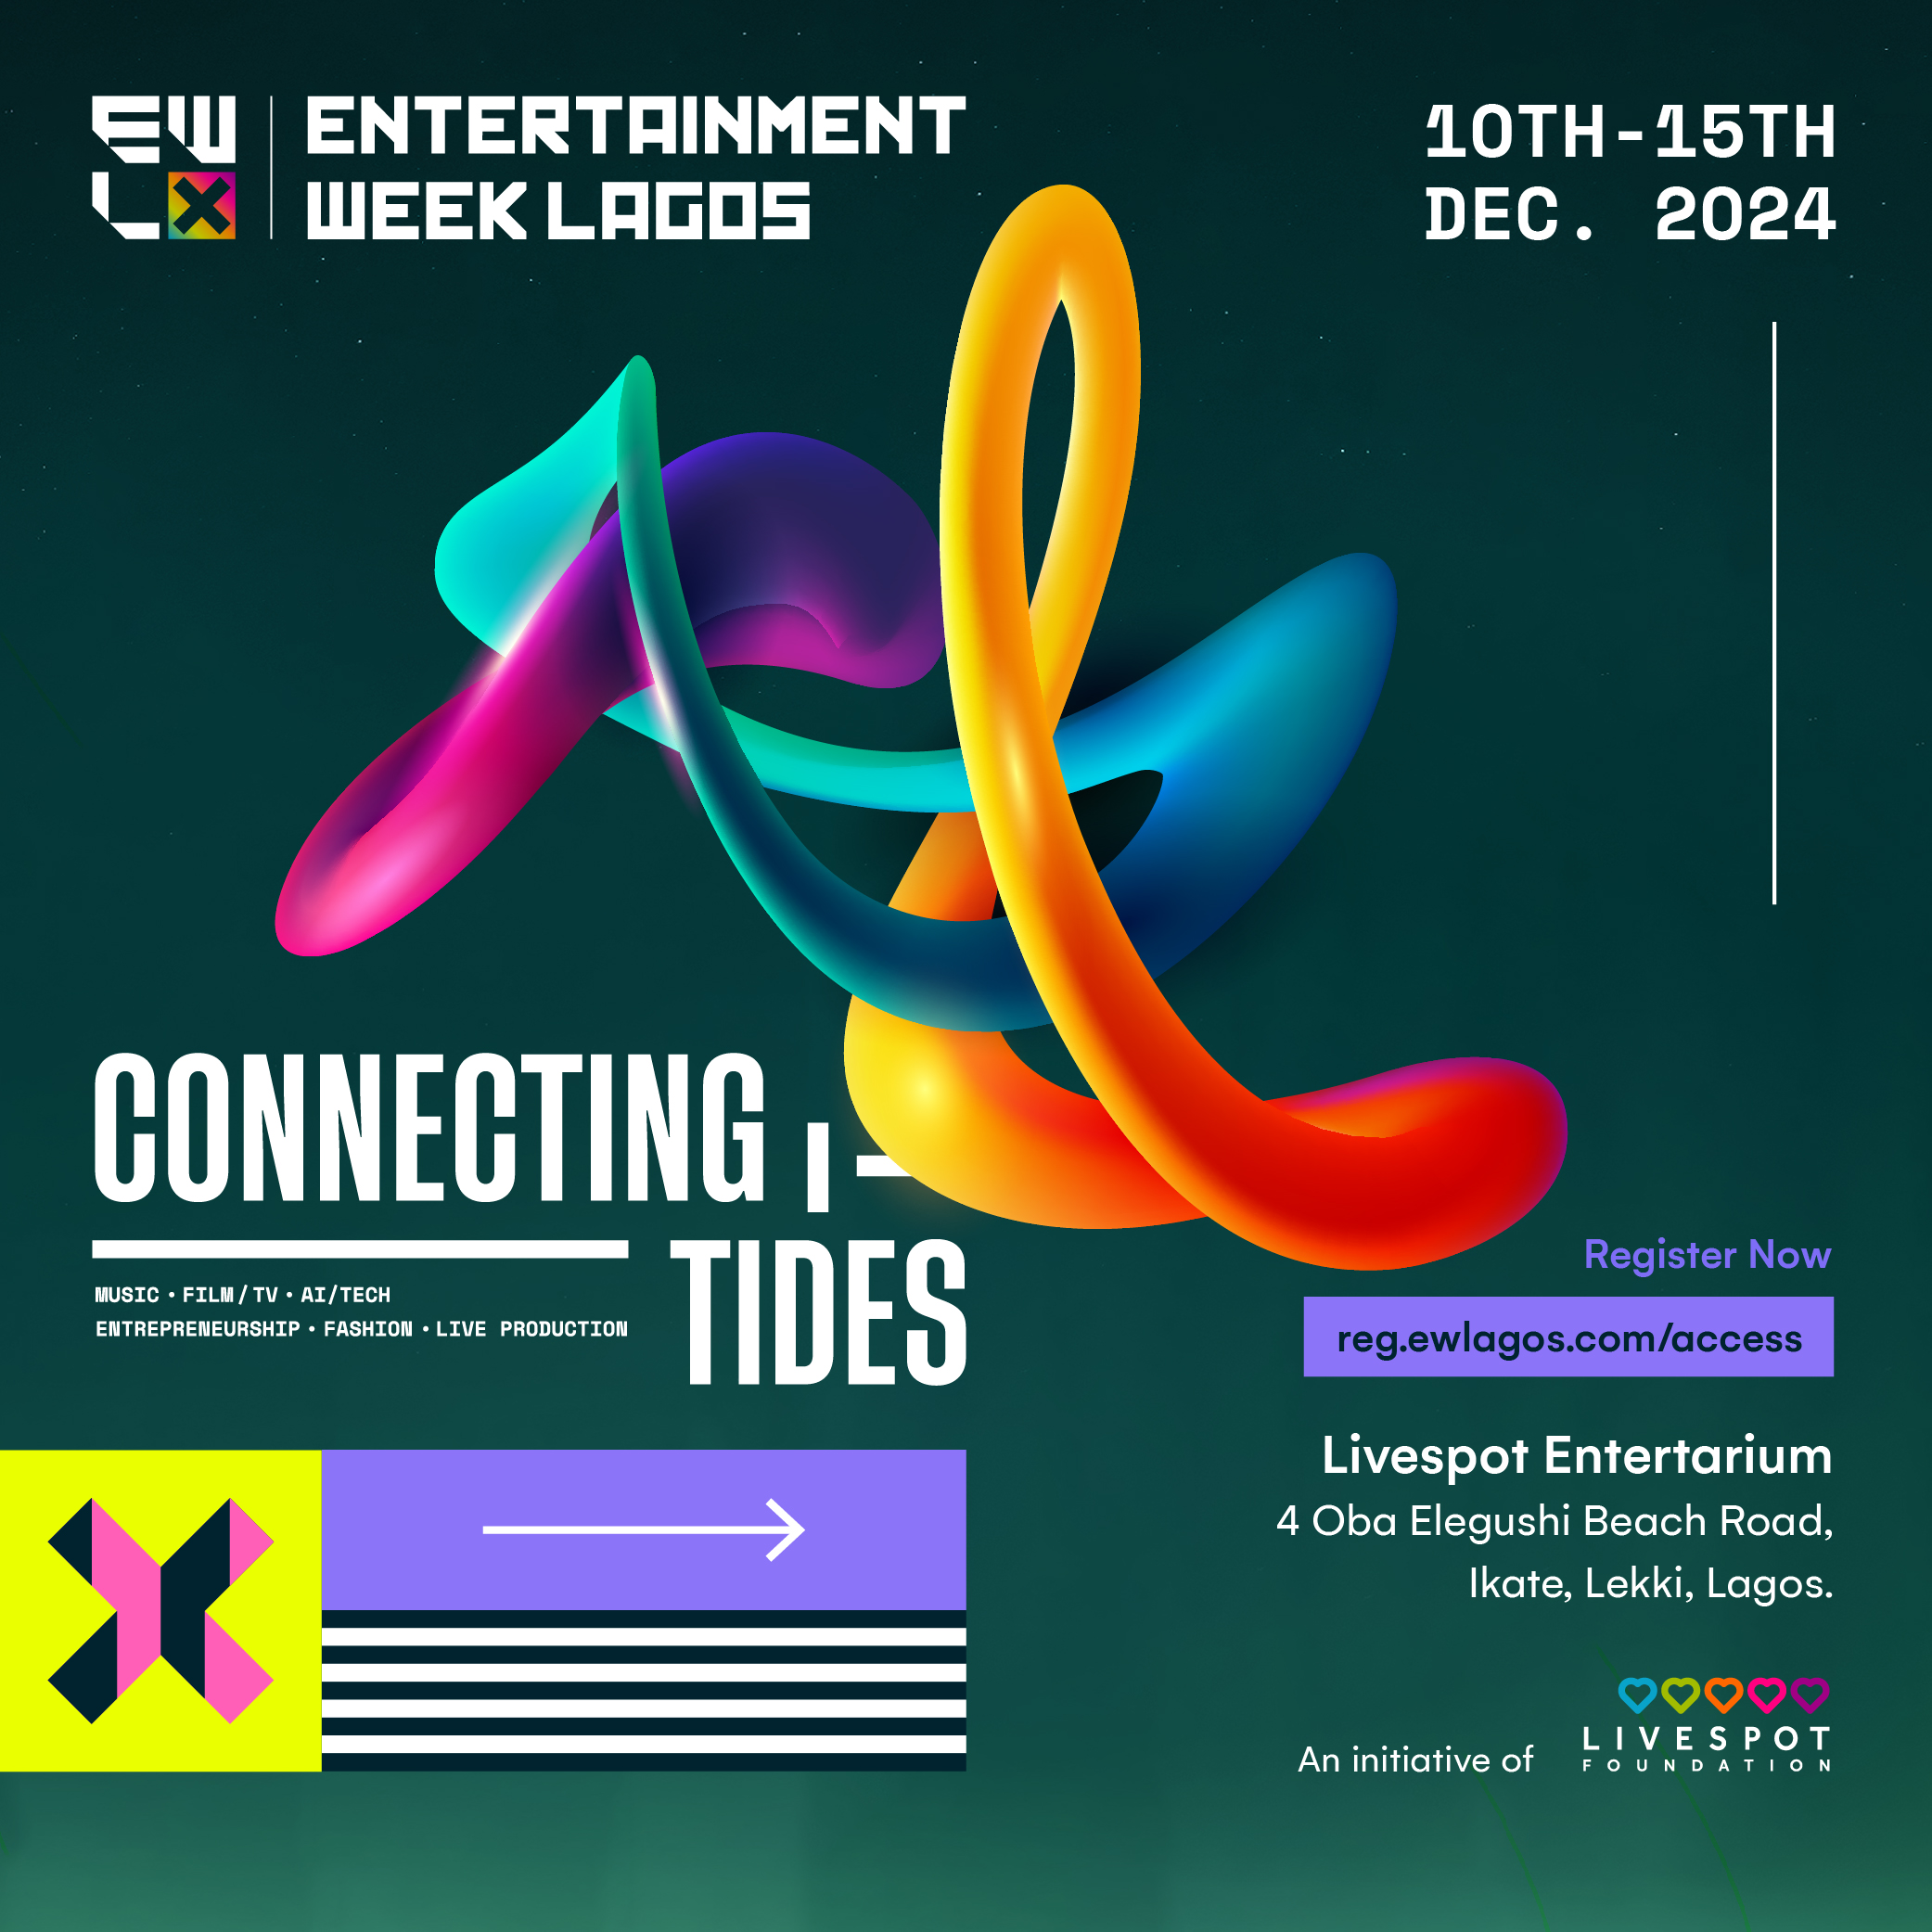 EW
L
ENTERTAINMENT
WEEK LAGOS
10TH-15TH
DEC. 2024
CONNECTING
TIDES
MUSIC • FILM/TV • AI/TECH
ENTREPRENEURSHIP • FASHION • LIVE PRODUCTION
Register Now
reg.ewlagos.com/access
Livespot Entertarium
4 Oba Elegushi Beach Road,
Ikate, Lekki, Lagos.
An initiative of
LIVESPOT
FOUNDATION